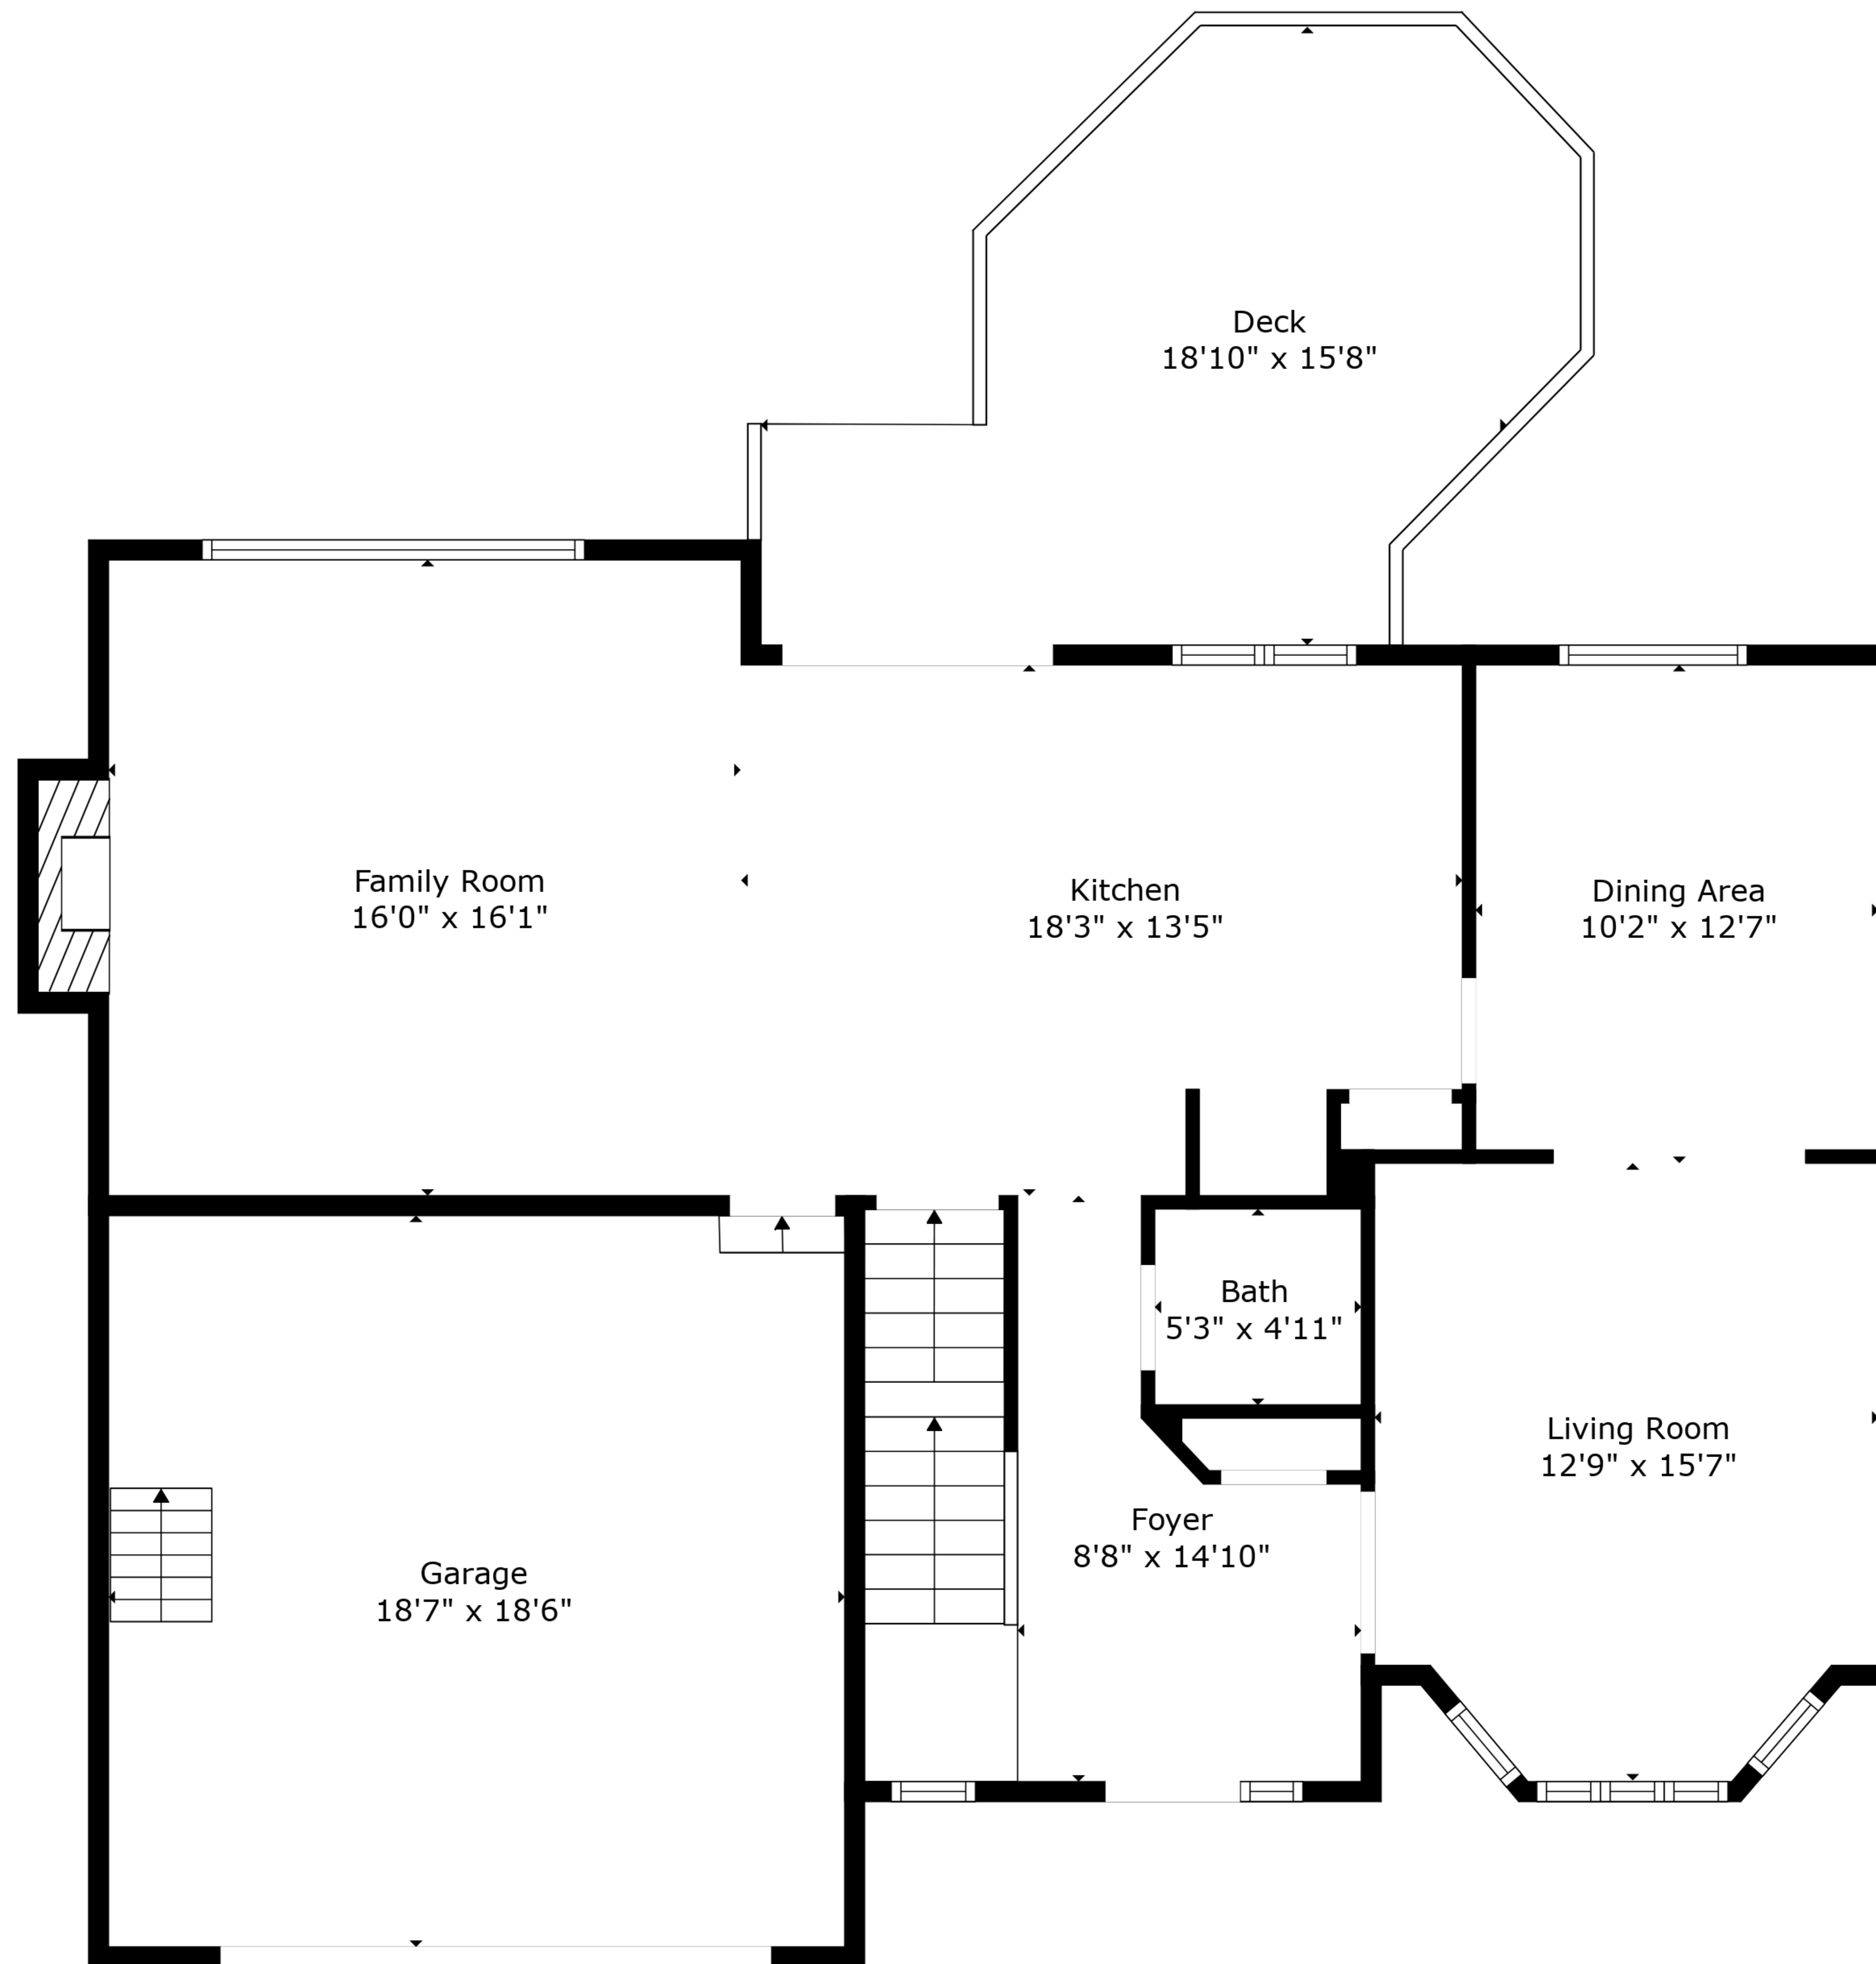 Deck
18'10" x 15'8"
Family Room
16'0" x 16'1"
Kitchen
18'3" x 13'5"
Dining Area
10'2" x 12'7"
Bath
5'3" x 4'11"
Living Room
12'9" x 15'7"
Foyer
8'8" x 14'10"
Garage
18'7" x 18'6"